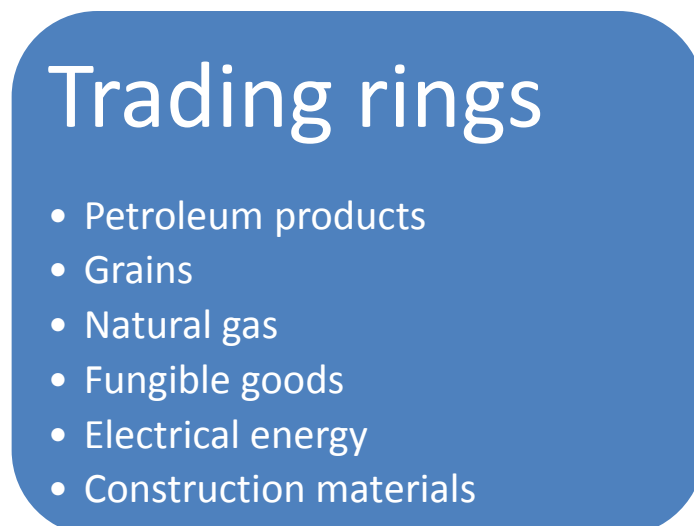 Trading rings
• Petroleum products
• Grains
• Natural gas
• Fungible goods
• Electrical energy
• Construction materials